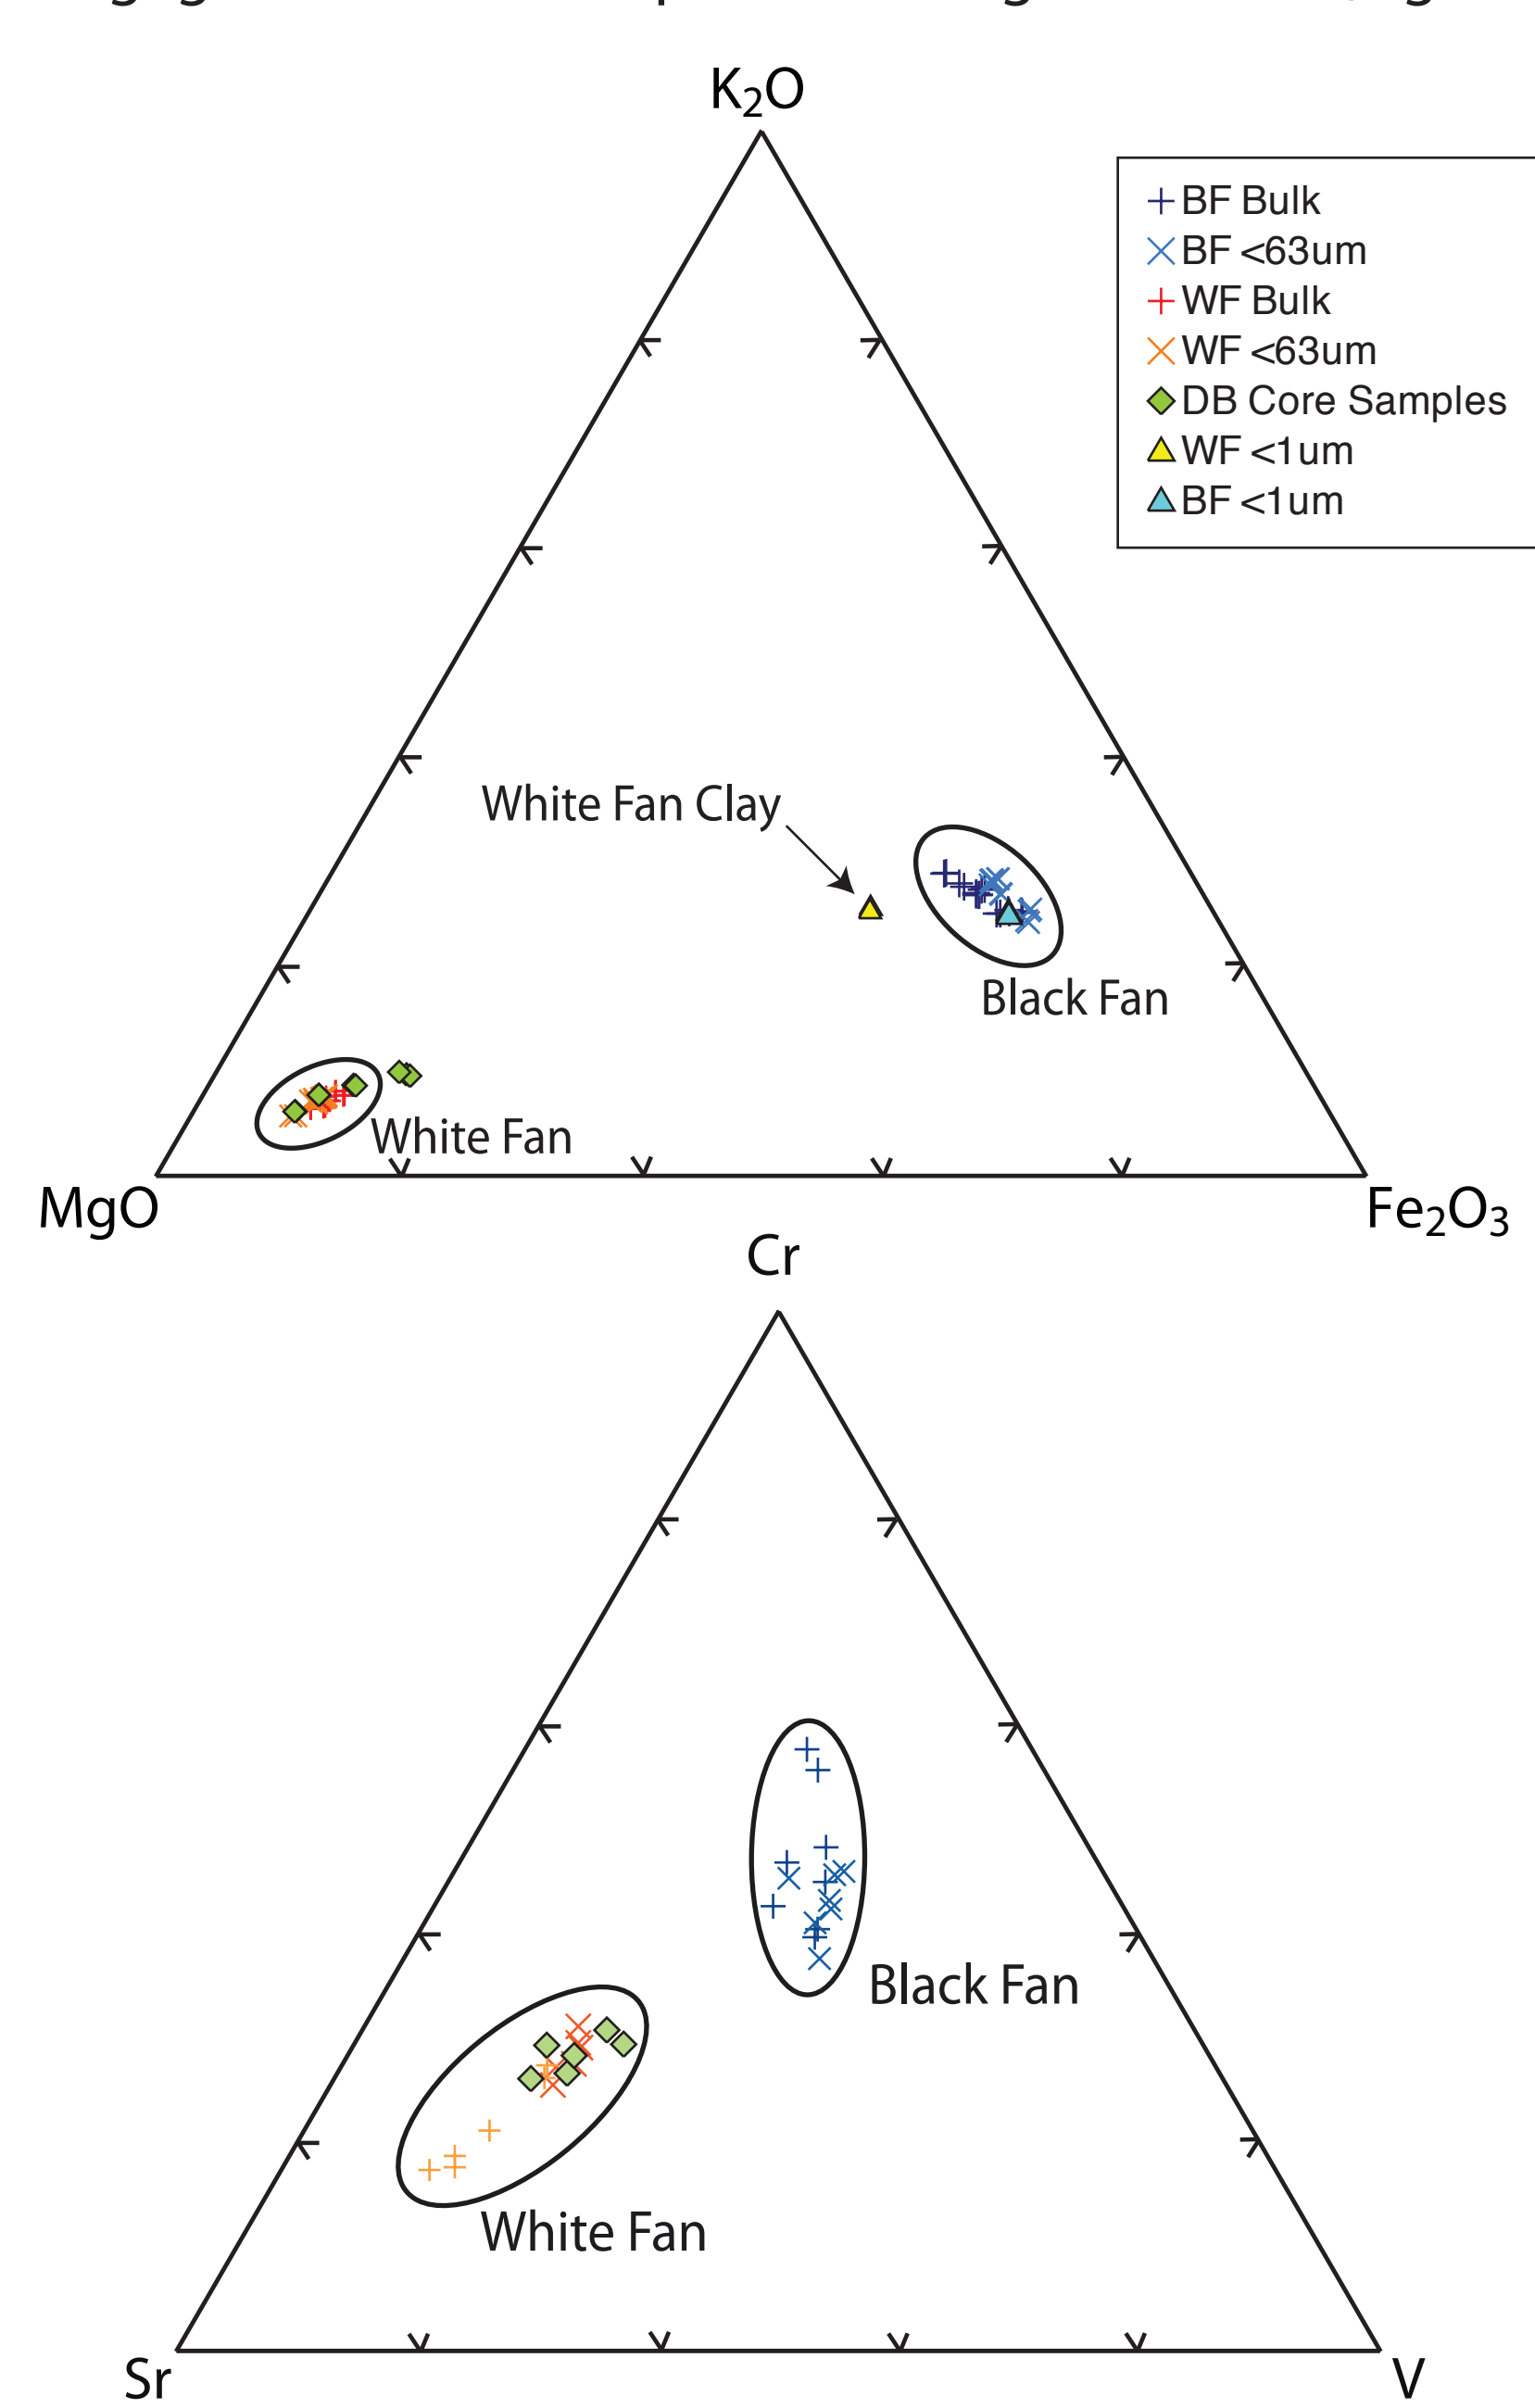 K₂O
BF Bulk
BF <63um
WF Bulk
WF <63um
DB Core Samples
WF <1um
BF <1um
White Fan Clay
Black Fan
White Fan
MgO
Fe₂O₃
Cr
Black Fan
White Fan
Sr
V